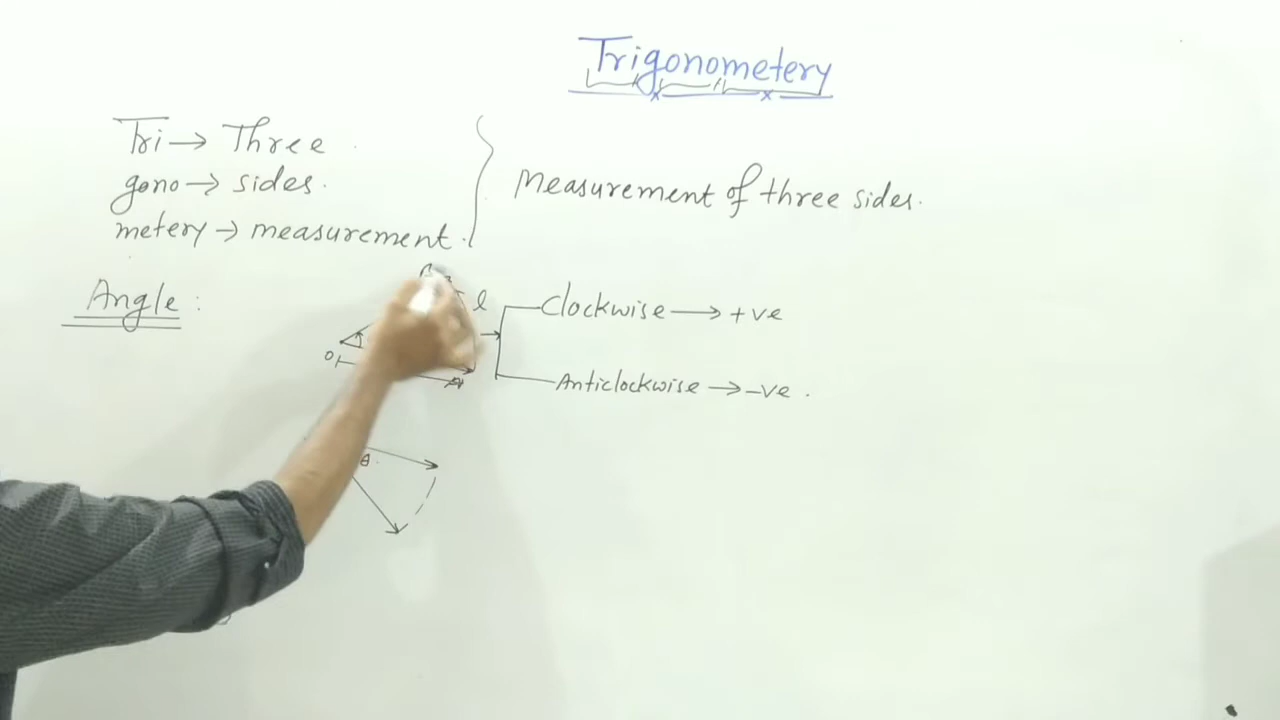 Trigonometery
Tri → Three
gono → sides.
metery → measurement.
Measurement of three sides.
Angle :
l
Clockwise → +ve
O
A
Anticlockwise → -ve .
θ.